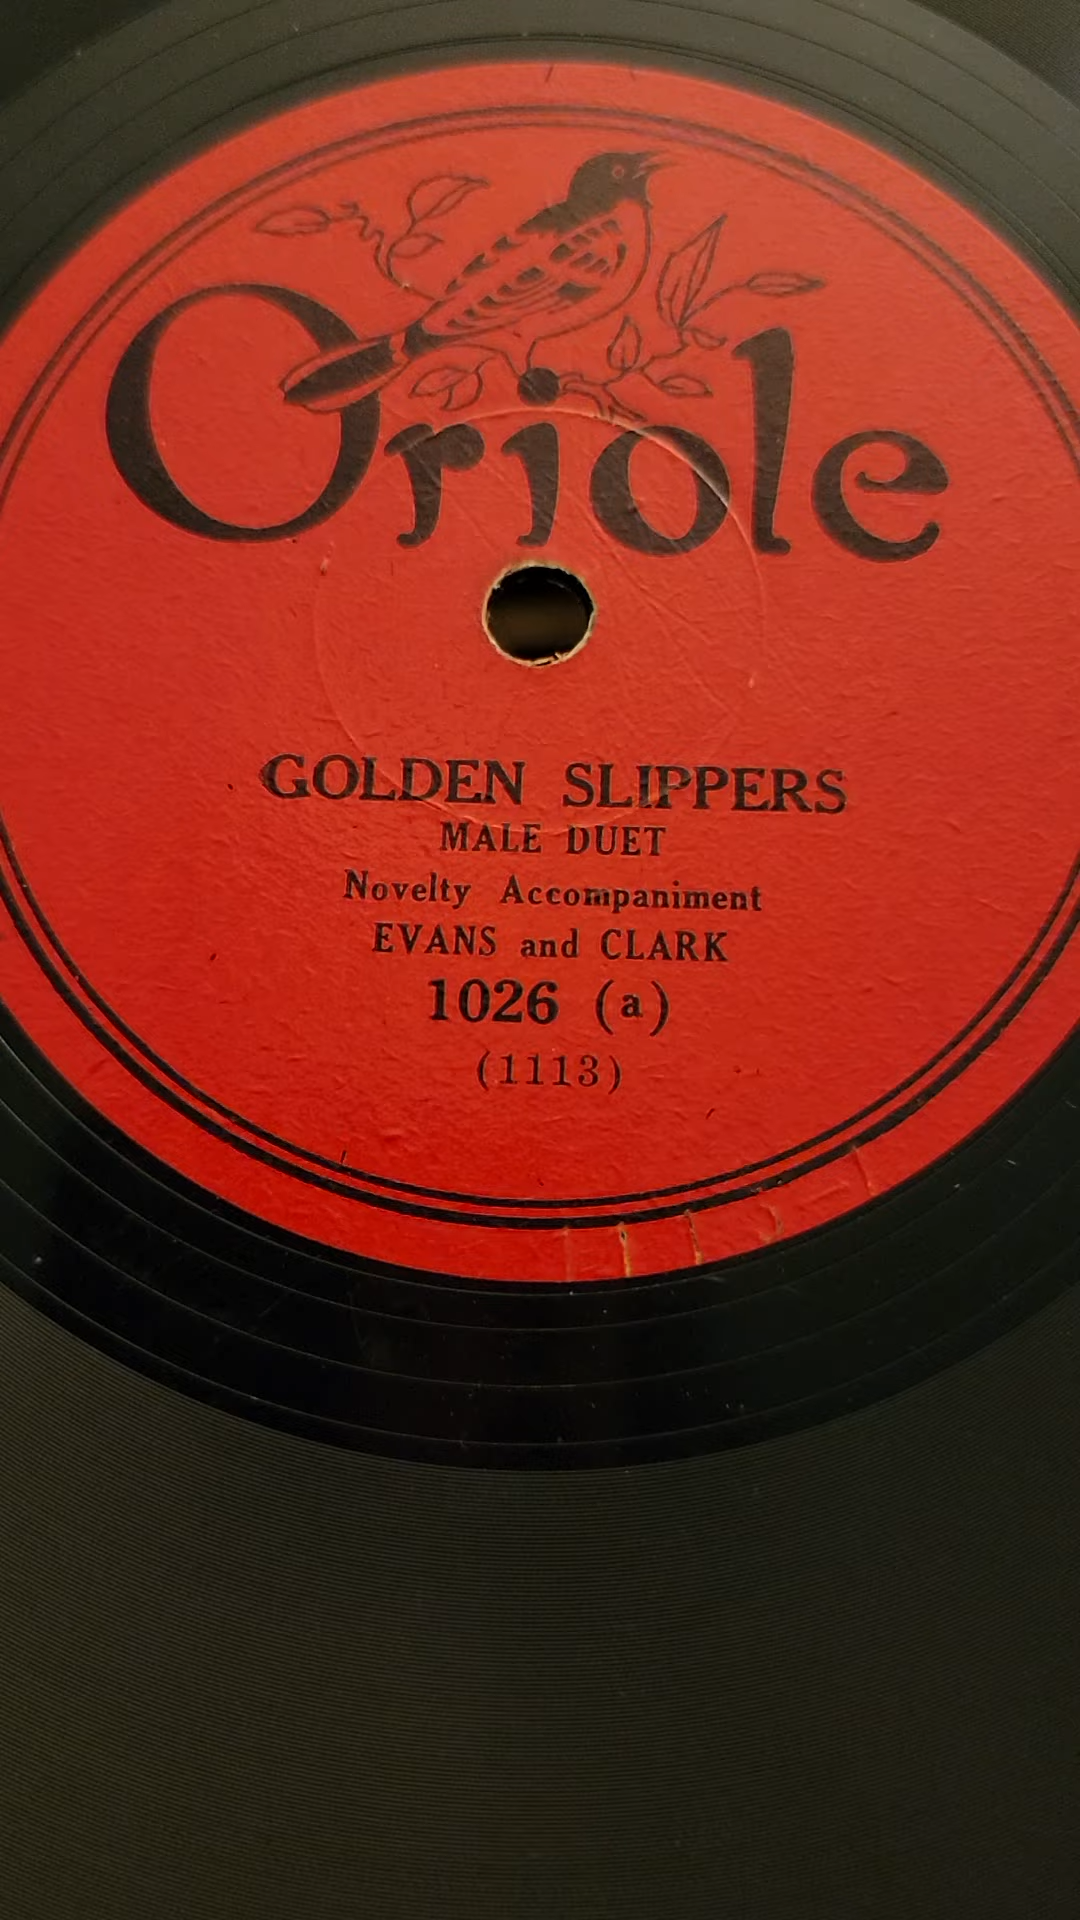 Oriole
GOLDEN SLIPPERS
MALE DUET
Novelty Accompaniment
EVANS and CLARK
1026 (a)
(1113)